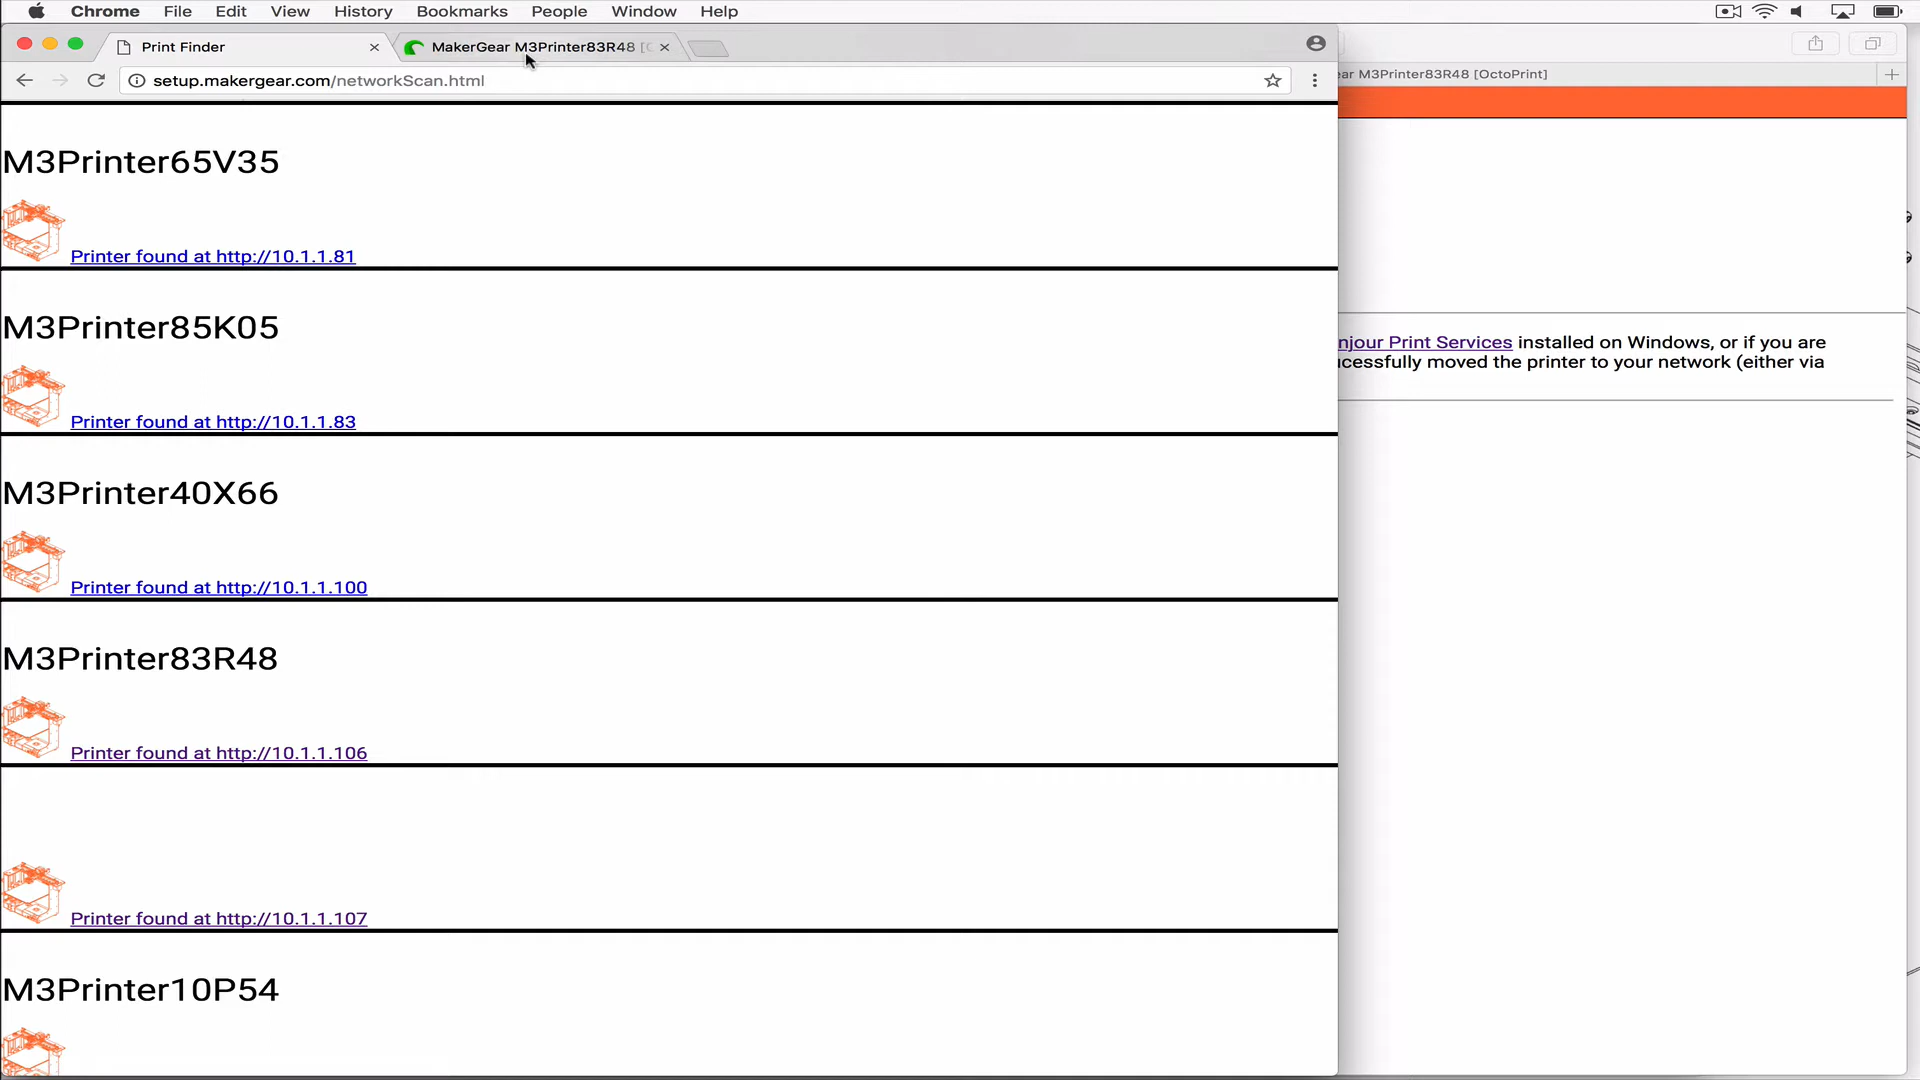 Chrome File Edit View History Bookmarks People Window Help
Print Finder
MakerGear M3Printer83R48
setup.makergear.com/networkScan.html
M3Printer83R48 [OctoPrint]
M3Printer65V35
Printer found at http://10.1.1.81
M3Printer85K05
Printer found at http://10.1.1.83
M3Printer40X66
Printer found at http://10.1.1.100
M3Printer83R48
Printer found at http://10.1.1.106
Printer found at http://10.1.1.107
M3Printer10P54
njour Print Services installed on Windows, or if you are
cessfully moved the printer to your network (either via